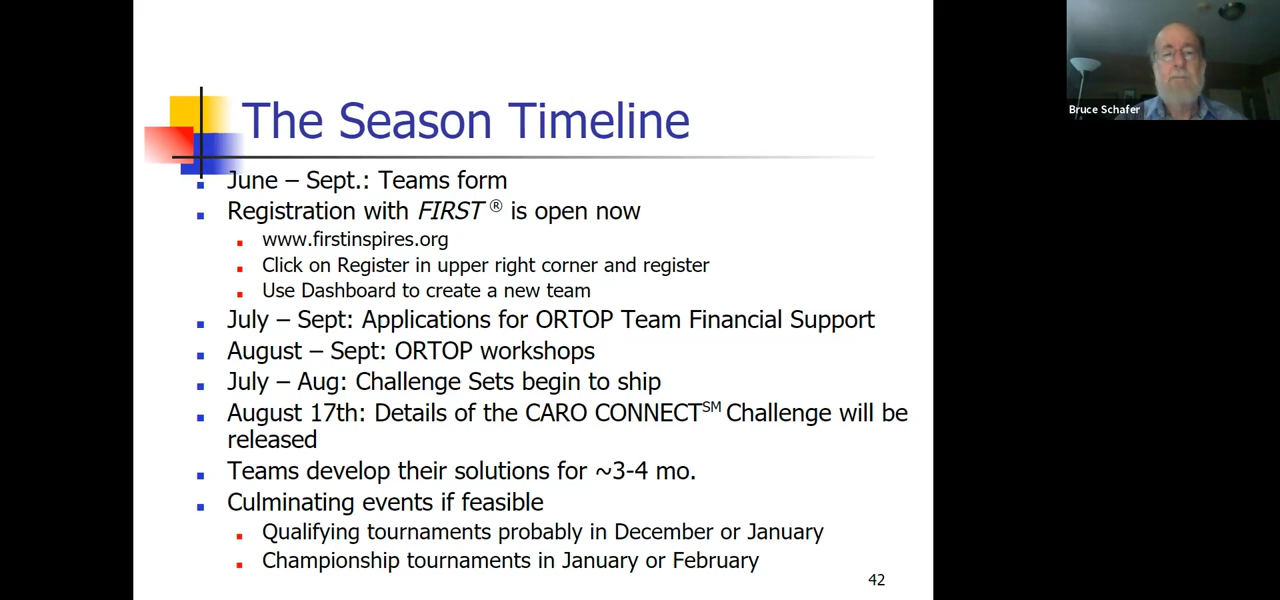 The Season Timeline
June – Sept.: Teams form
Registration with FIRST ® is open now
www.firstinspires.org
Click on Register in upper right corner and register
Use Dashboard to create a new team
July – Sept: Applications for ORTOP Team Financial Support
August – Sept: ORTOP workshops
July – Aug: Challenge Sets begin to ship
August 17th: Details of the CARO CONNECT℠ Challenge will be
released
Teams develop their solutions for ~3-4 mo.
Culminating events if feasible
Qualifying tournaments probably in December or January
Championship tournaments in January or February
42
Bruce Schafer